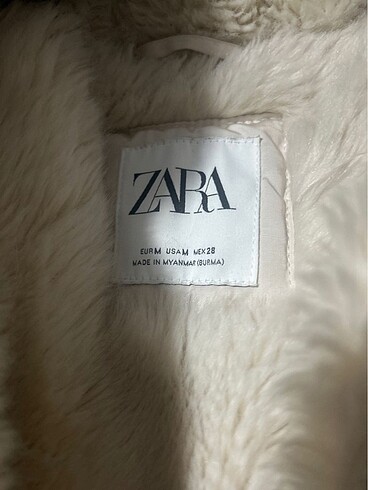 ZARA
EUR M USA M MEX 28
MADE IN MYANMAR (BURMA)